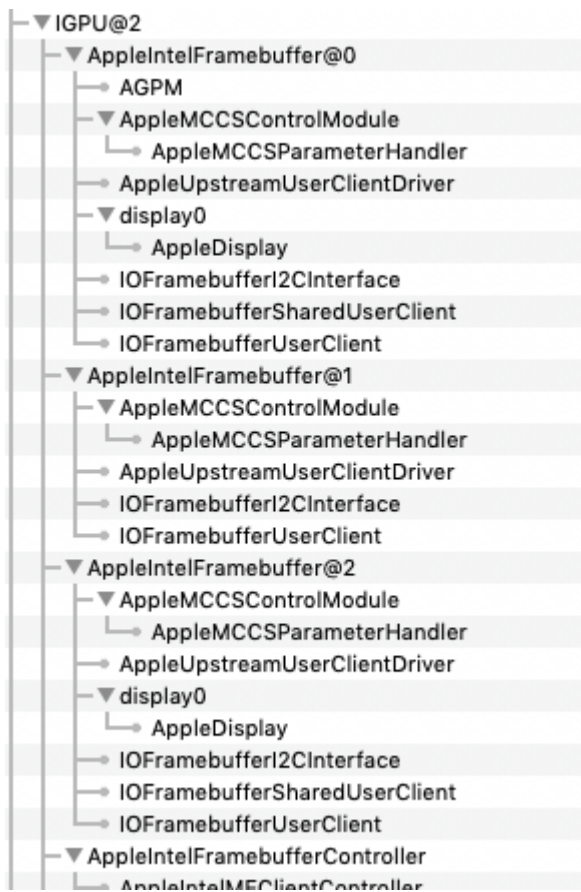 IGPU@2
AppleIntelFramebuffer@0
AGPM
AppleMCCSControlModule
AppleMCCSParameterHandler
AppleUpstreamUserClientDriver
display0
AppleDisplay
IOFramebufferI2CInterface
IOFramebufferSharedUserClient
IOFramebufferUserClient
AppleIntelFramebuffer@1
AppleMCCSControlModule
AppleMCCSParameterHandler
AppleUpstreamUserClientDriver
IOFramebufferI2CInterface
IOFramebufferUserClient
AppleIntelFramebuffer@2
AppleMCCSControlModule
AppleMCCSParameterHandler
AppleUpstreamUserClientDriver
display0
AppleDisplay
IOFramebufferI2CInterface
IOFramebufferSharedUserClient
IOFramebufferUserClient
AppleIntelFramebufferController
AppleIntelMEClientController